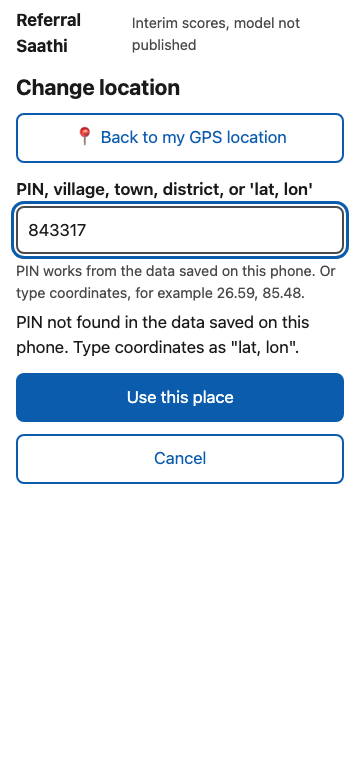 Referral
Saathi
Interim scores, model not
published
Change location
📍 Back to my GPS location
PIN, village, town, district, or 'lat, lon'
843317
PIN works from the data saved on this phone. Or
type coordinates, for example 26.59, 85.48.
PIN not found in the data saved on this
phone. Type coordinates as "lat, lon".
Use this place
Cancel